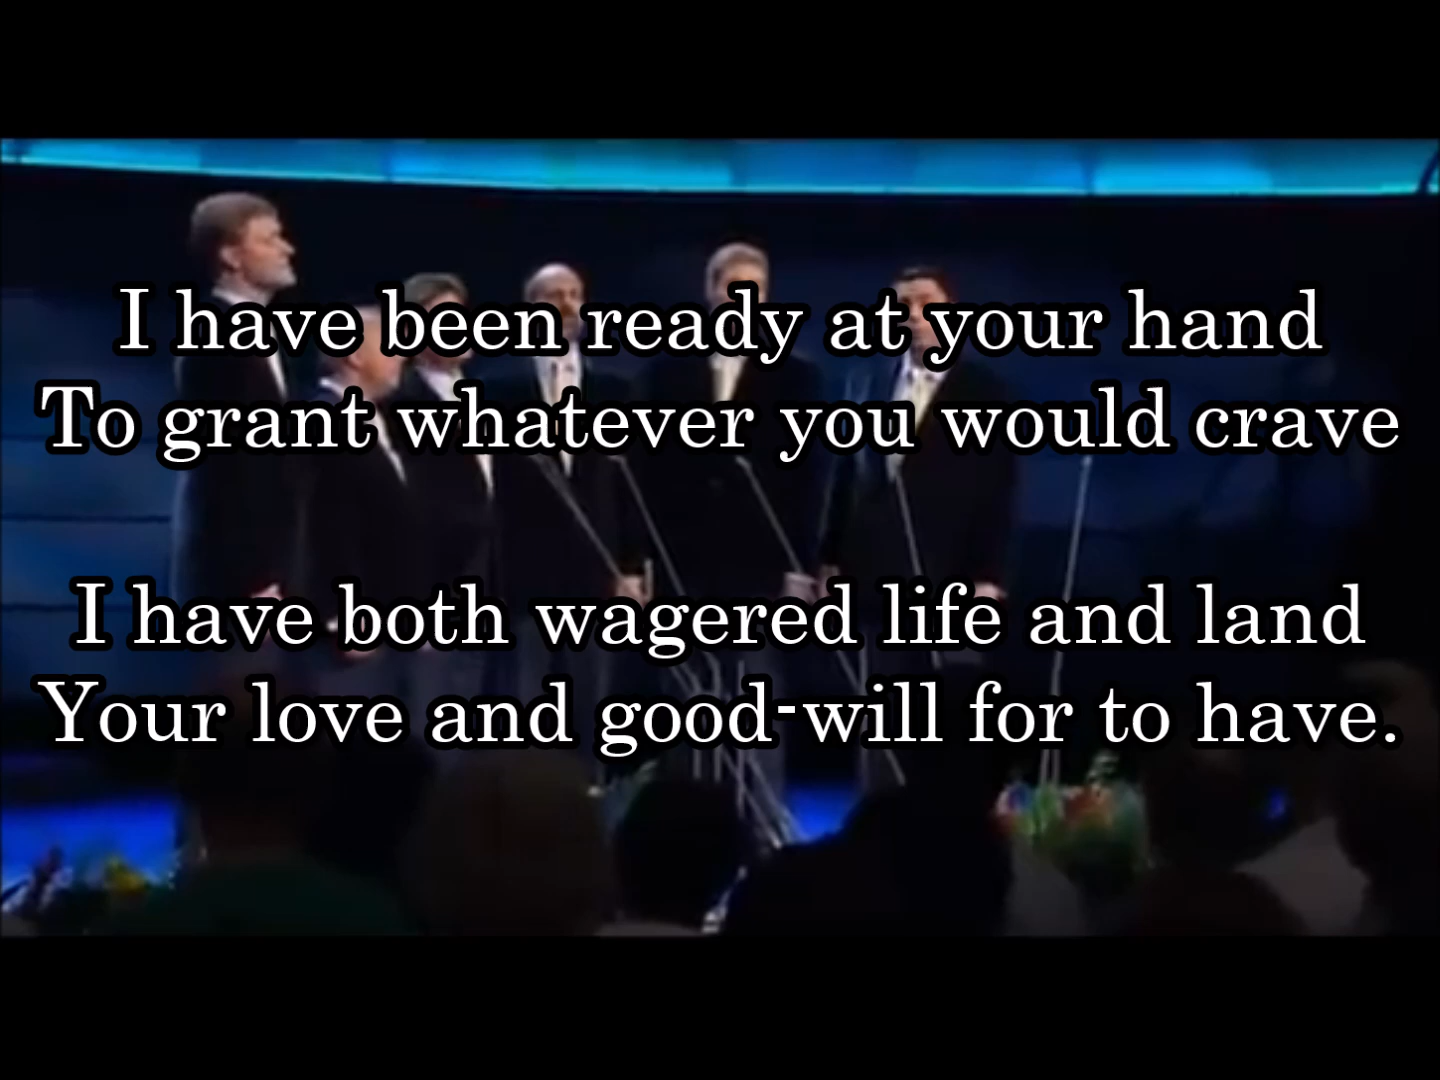 I have been ready at your hand
To grant whatever you would crave
I have both wagered life and land
Your love and good-will for to have.